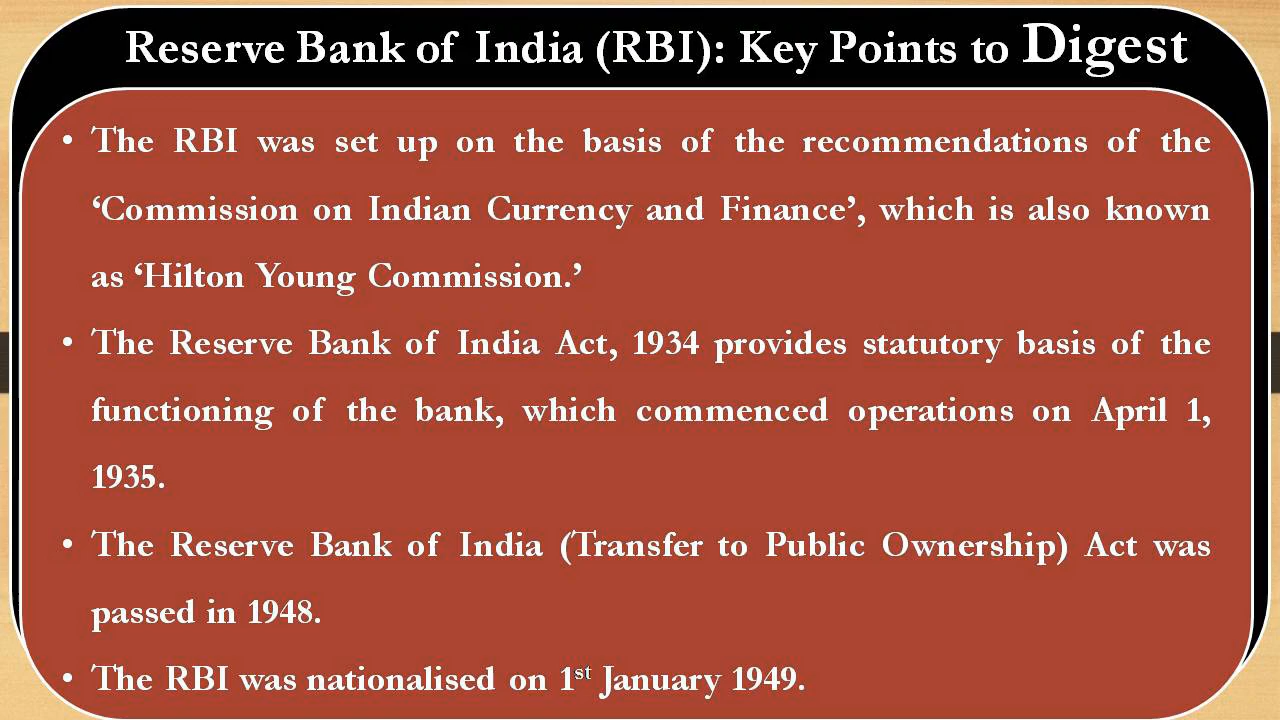 Reserve Bank of India (RBI): Key Points to Digest
• The RBI was set up on the basis of the recommendations of the
‘Commission on Indian Currency and Finance’, which is also known
as ‘Hilton Young Commission.’
• The Reserve Bank of India Act, 1934 provides statutory basis of the
functioning of the bank, which commenced operations on April 1,
1935.
• The Reserve Bank of India (Transfer to Public Ownership) Act was
passed in 1948.
• The RBI was nationalised on 1st January 1949.